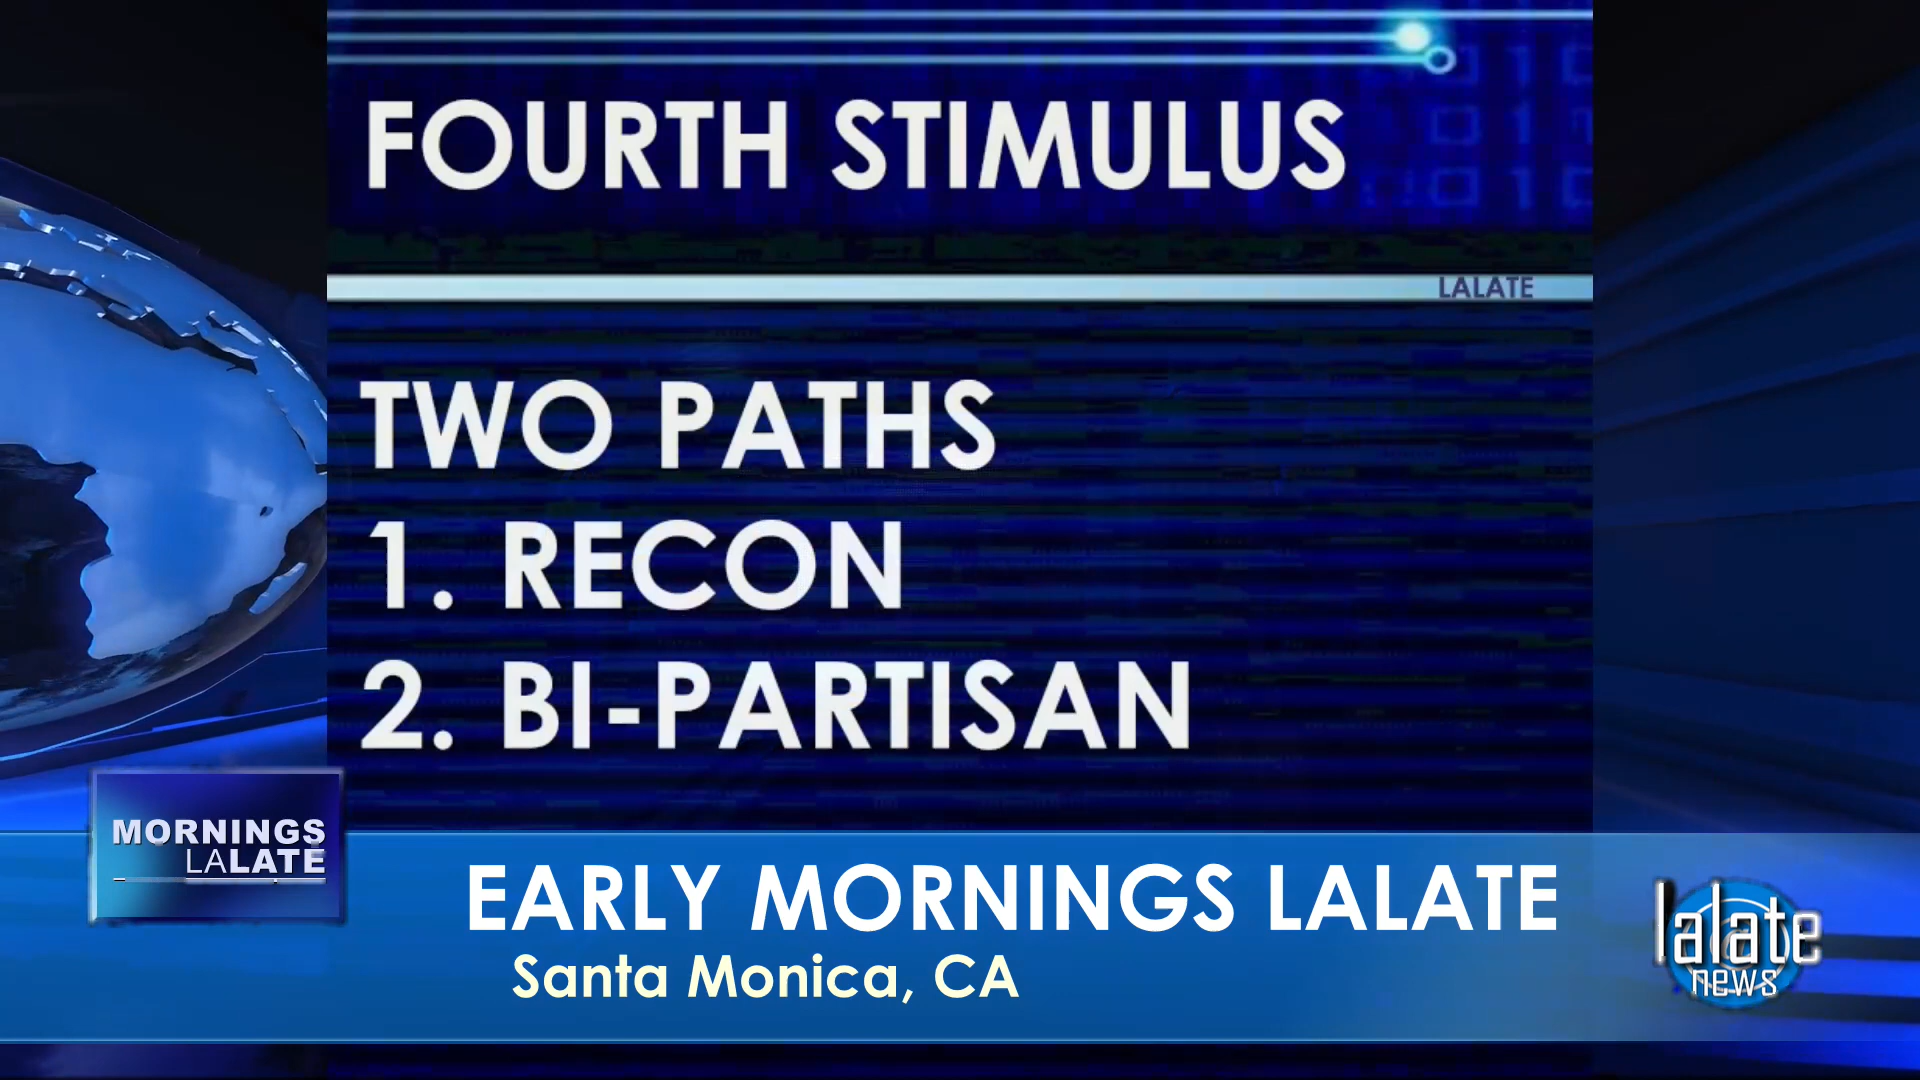 FOURTH STIMULUS
LALATE
TWO PATHS
1. RECON
2. BI-PARTISAN
MORNINGS
LALATE
EARLY MORNINGS LALATE
Santa Monica, CA
lalate
news